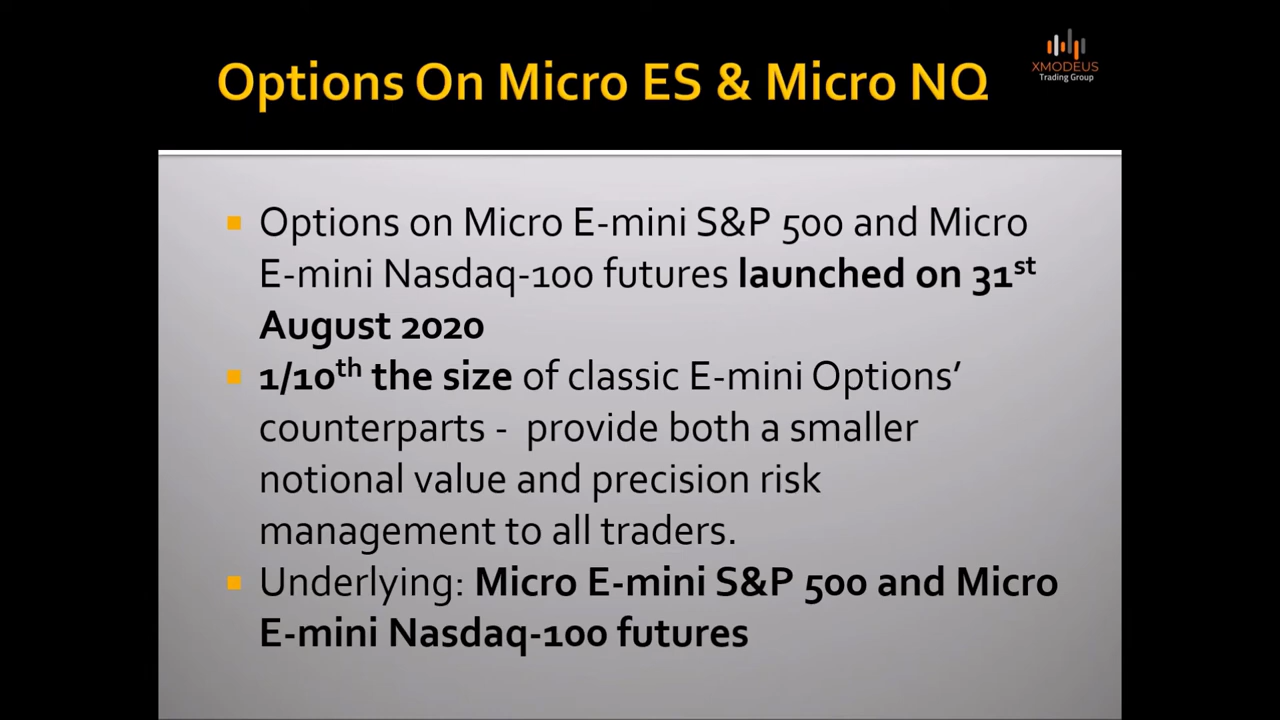 Options On Micro ES & Micro NQ
XMODEUS
Trading Group
Options on Micro E-mini S&P 500 and Micro
E-mini Nasdaq-100 futures launched on 31st
August 2020
1/10th the size of classic E-mini Options’
counterparts -  provide both a smaller
notional value and precision risk
management to all traders.
Underlying: Micro E-mini S&P 500 and Micro
E-mini Nasdaq-100 futures